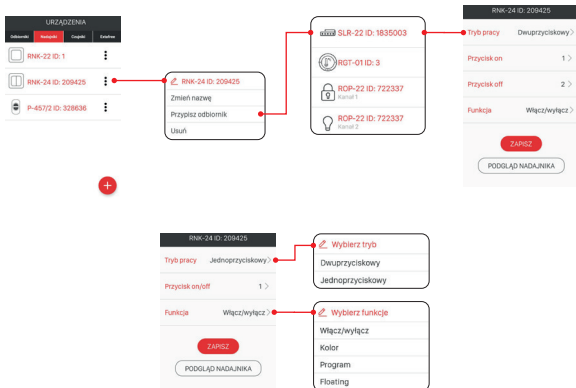 URZĄDZENIA
Odbiorniki Nadajniki Czujniki Extafree
RNK-22 ID: 1
RNK-24 ID: 209425
P-457/2 ID: 328636
RNK-24 ID: 209425
Zmień nazwę
Przypisz odbiornik
Usuń
SLR-22 ID: 1835003
RGT-01 ID: 3
ROP-22 ID: 722337
Kanał 1
ROP-22 ID: 722337
Kanał 2
RNK-24 ID: 209425
Tryb pracy Dwuprzyciskowy
Przycisk on 1
Przycisk off 2
Funkcja Włącz/wyłącz
ZAPISZ
PODGLĄD NADAJNIKA
RNK-24 ID: 209425
Tryb pracy Jednoprzyciskowy
Przycisk on/off 1
Funkcja Włącz/wyłącz
ZAPISZ
PODGLĄD NADAJNIKA
Wybierz tryb
Dwuprzyciskowy
Jednoprzyciskowy
Wybierz funkcje
Włącz/wyłącz
Kolor
Program
Floating